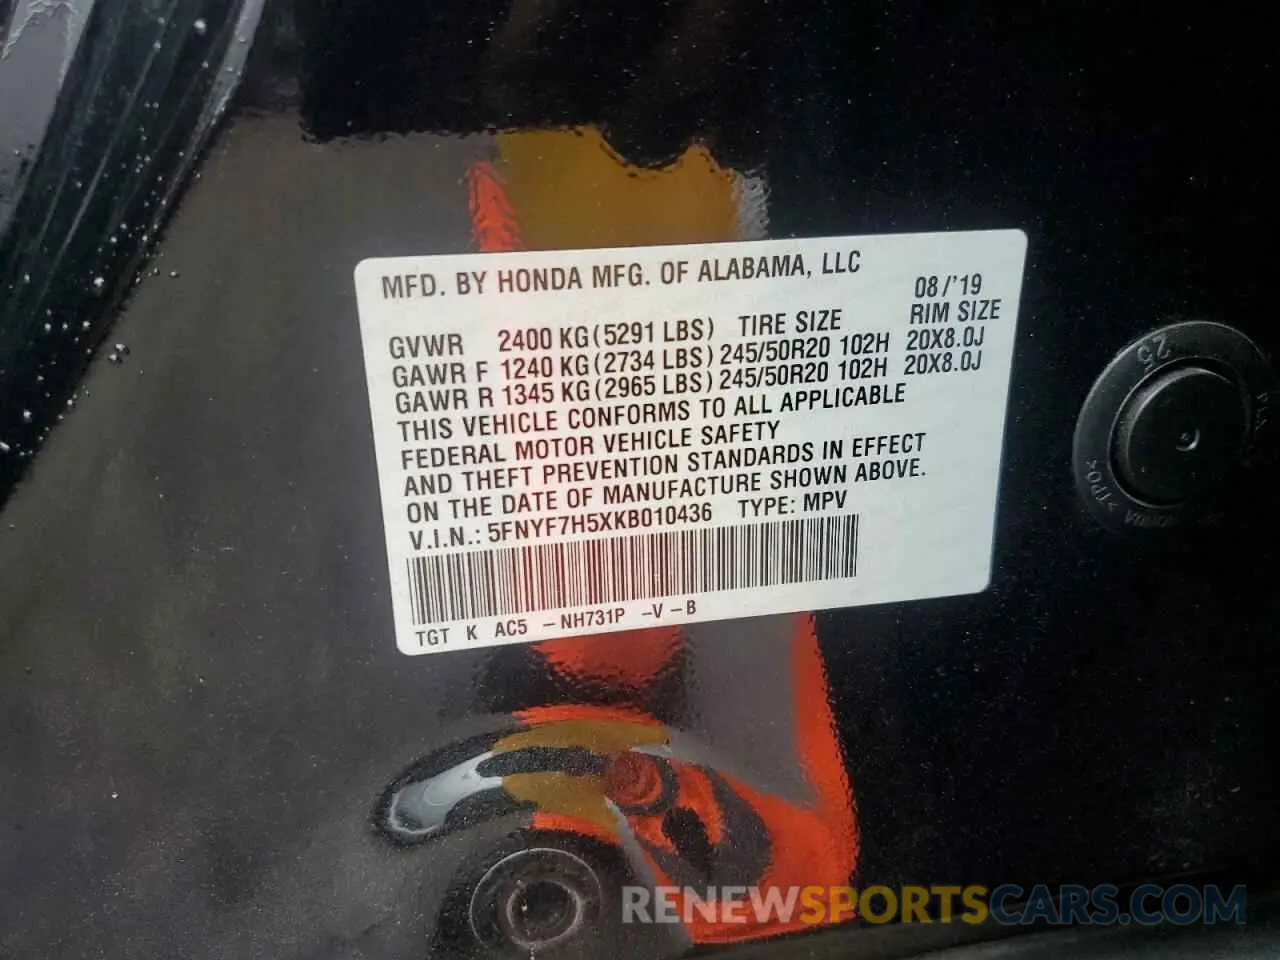 MFD. BY HONDA MFG. OF ALABAMA, LLC
08/'19
GVWR 2400 KG(5291 LBS) TIRE SIZE RIM SIZE
GAWR F 1240 KG(2734 LBS) 245/50R20 102H 20X8.0J
GAWR R 1345 KG(2965 LBS) 245/50R20 102H 20X8.0J
THIS VEHICLE CONFORMS TO ALL APPLICABLE
FEDERAL MOTOR VEHICLE SAFETY
AND THEFT PREVENTION STANDARDS IN EFFECT
ON THE DATE OF MANUFACTURE SHOWN ABOVE.
V.I.N.: 5FNYF7H5XKB010436 TYPE: MPV
TGT K AC5 -NH731P -V -B
25
>TPO<
RENEWSPORTSCARS.COM